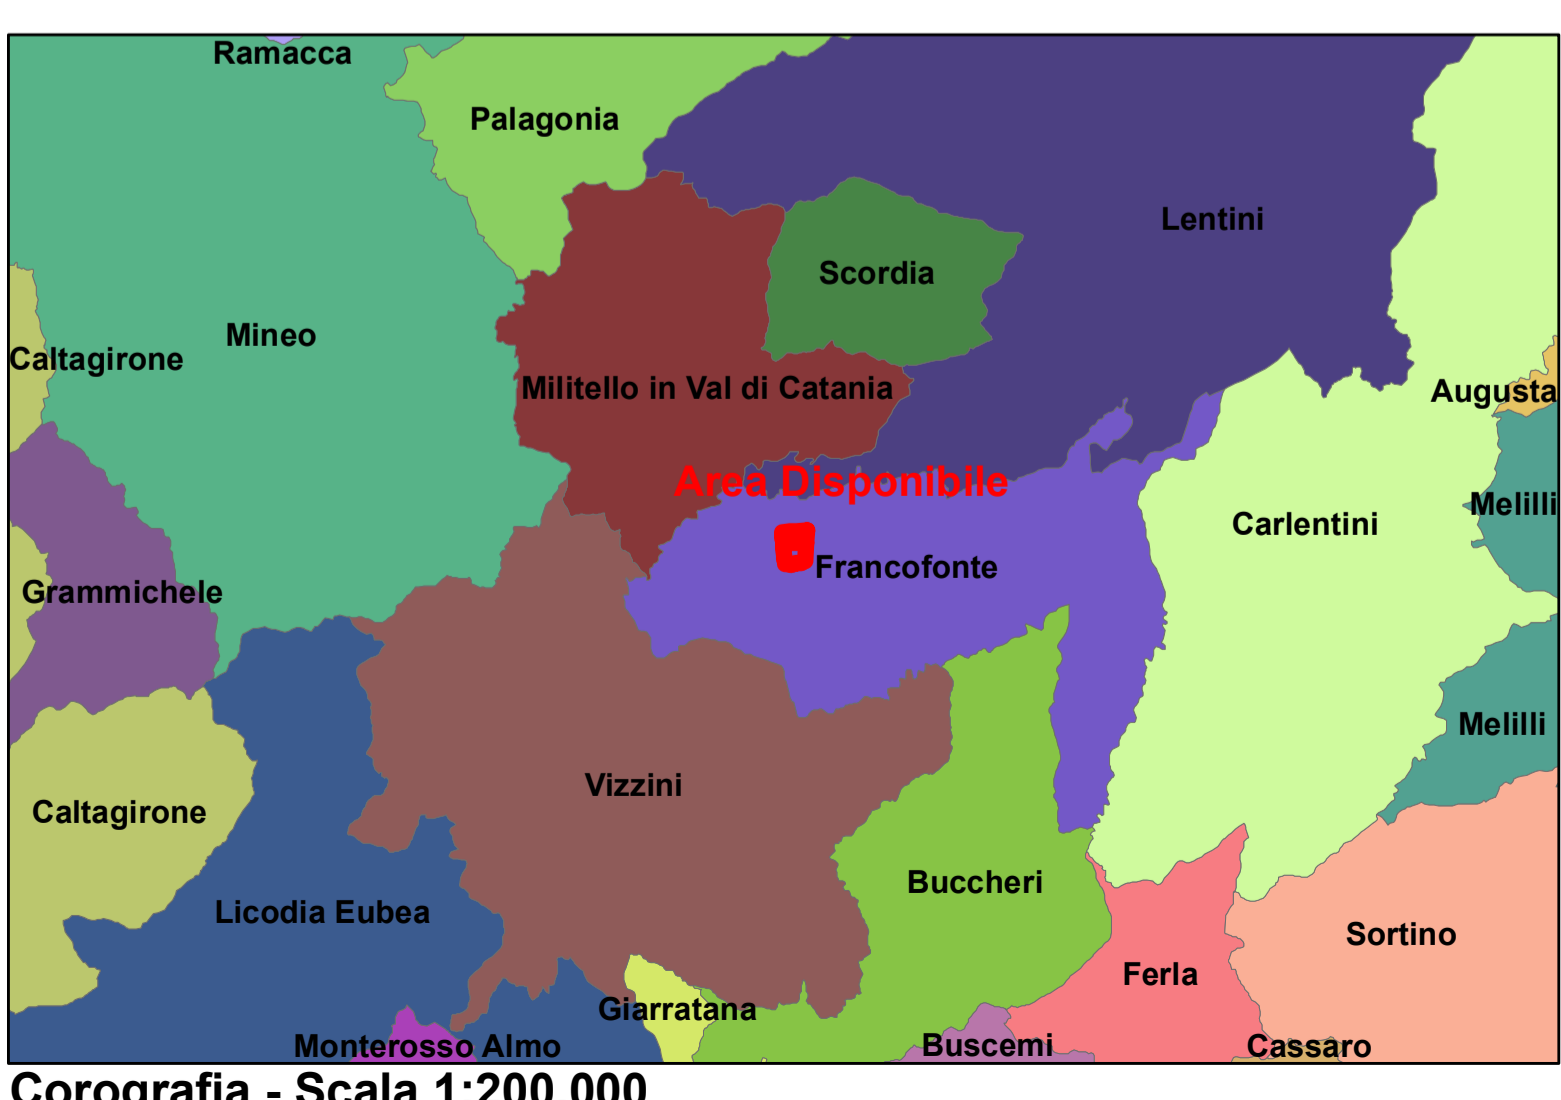 Ramacca
Palagonia
Lentini
Scordia
Mineo
Caltagirone
Militello in Val di Catania
Augusta
Area Disponibile
Melilli
Carlentini
Francofonte
Grammichele
Melilli
Vizzini
Caltagirone
Buccheri
Licodia Eubea
Sortino
Ferla
Giarratana
Monterosso Almo
Buscemi
Cassaro
Corografia - Scala 1:200 000